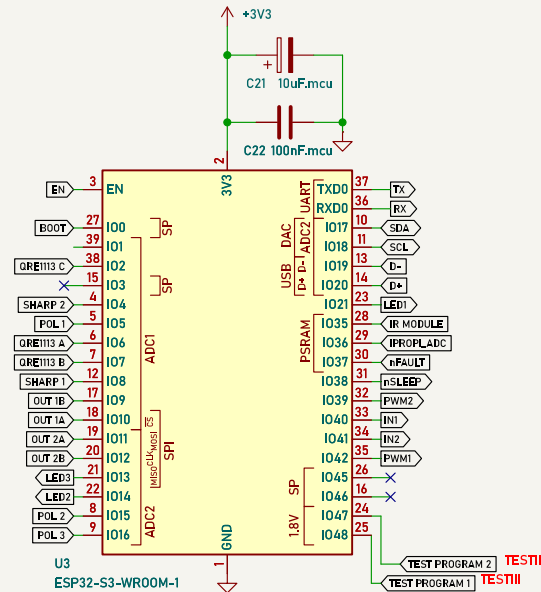 +3V3
C21 10uF.mcu
C22 100nF.mcu
2
3V3
EN 3 EN
BOOT 27 IO0 SP
39 IO1
QRE1113 C 38 IO2
15 IO3 SP
SHARP 2 4 IO4
POL 1 5 IO5
QRE1113 A 6 IO6
QRE1113 B 7 IO7
SHARP 1 12 IO8
OUT 1B 17 IO9
OUT 1A 18 IO10
OUT 2A 19 IO11
OUT 2B 20 IO12
LED3 21 IO13
LED2 22 IO14
POL 2 8 IO15
POL 3 9 IO16
ADC1
MISO CLK MOSI CS
SPI
ADC2
UART
TXD0 37 TX
RXD0 36 RX
DAC
ADC2
IO17 10 SDA
IO18 11 SCL
USB
D+ D-
IO19 13 D-
IO20 14 D+
IO21 23 LED1
PSRAM
IO35 28 IR MODULE
IO36 29 IPROPI_ADC
IO37 30 nFAULT
IO38 31 nSLEEP
IO39 32 PWM2
IO40 33 IN1
IO41 34 IN2
IO42 35 PWM1
SP
IO45 26
IO46 16
1.8V
IO47 24
IO48 25
GND
1
U3
ESP32-S3-WROOM-1
TEST PROGRAM 2 TESTII
TEST PROGRAM 1 TESTIII